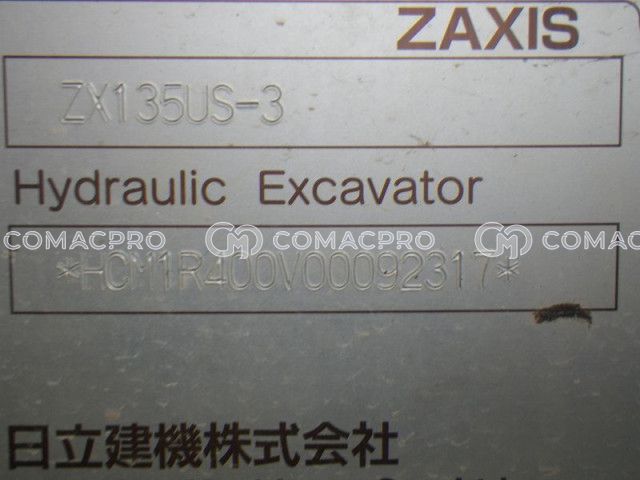 ZAXIS
ZX135US-3
Hydraulic Excavator
COMACPRO COMACPRO COMAC
*HCM1R400V00092317*
日立建機株式会社